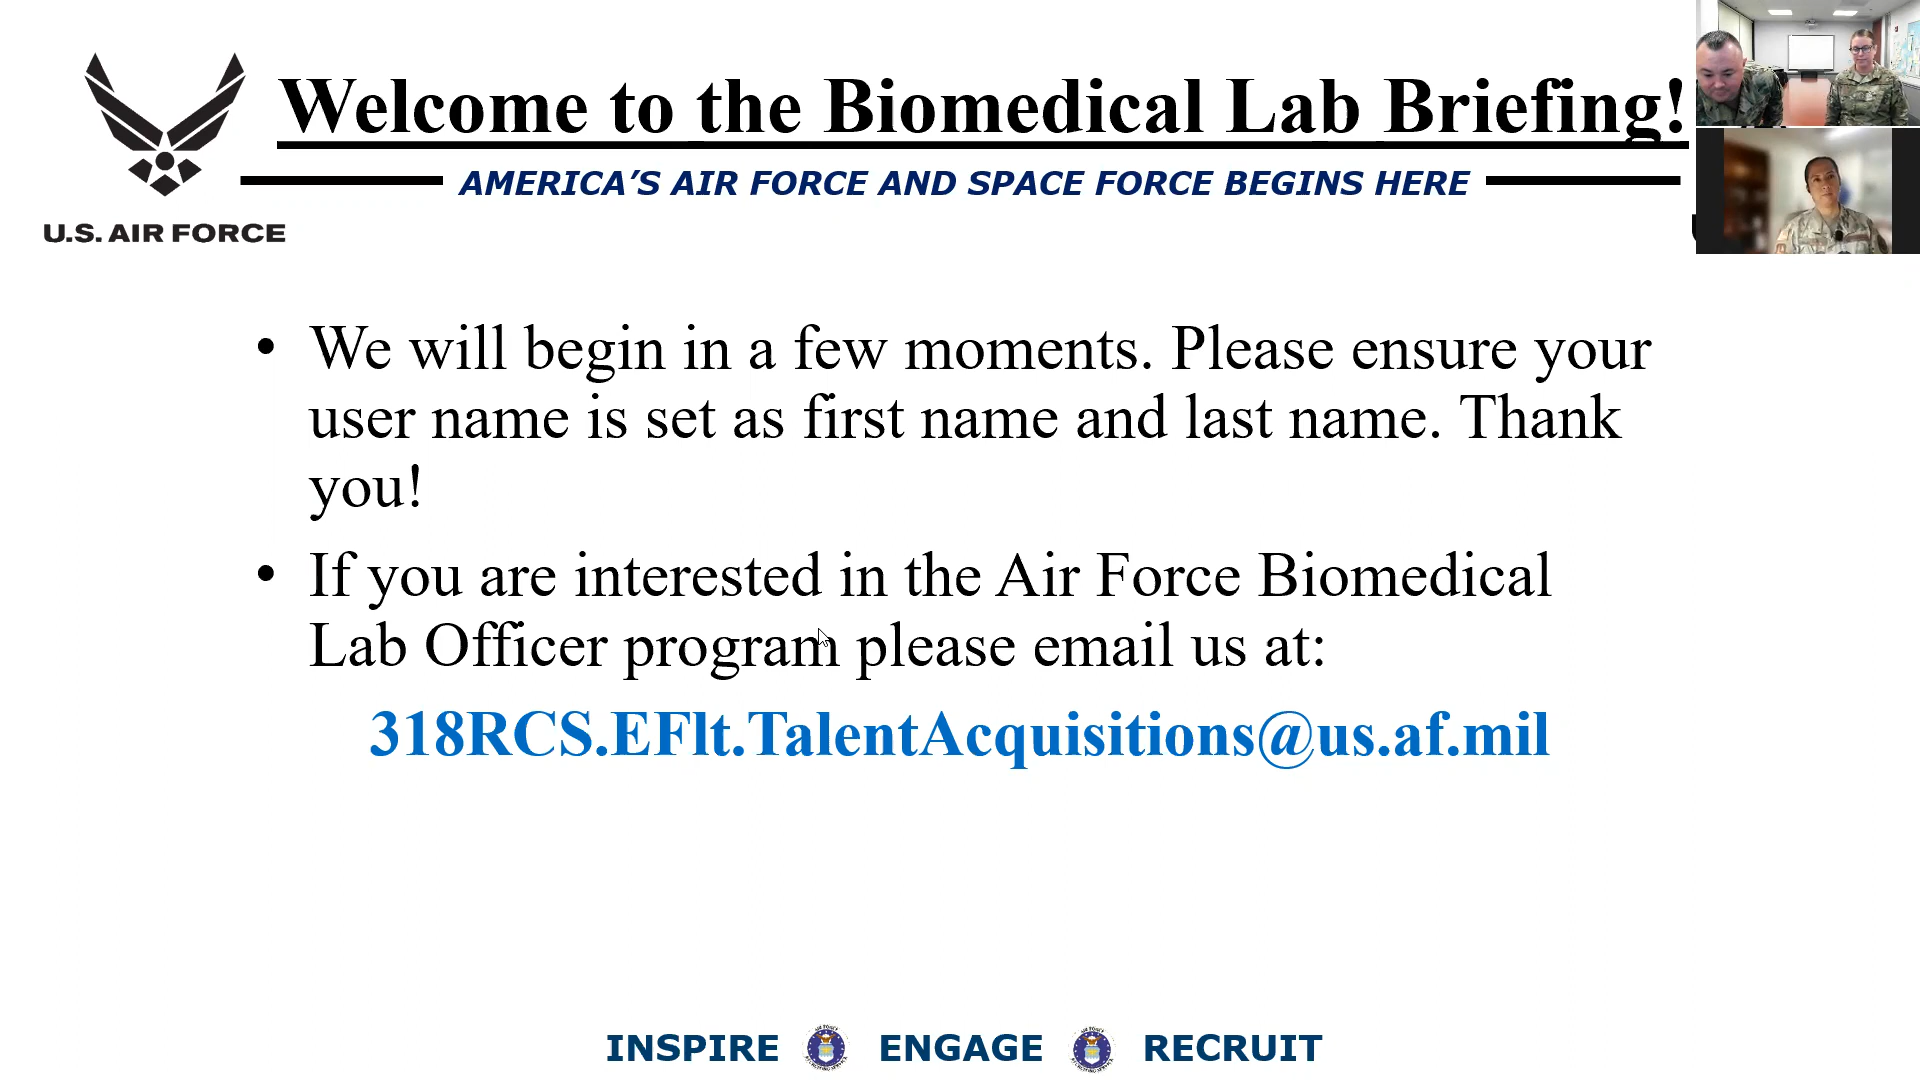 Welcome to the Biomedical Lab Briefing!
AMERICA’S AIR FORCE AND SPACE FORCE BEGINS HERE
U.S. AIR FORCE
• We will begin in a few moments. Please ensure your
user name is set as first name and last name. Thank
you!
• If you are interested in the Air Force Biomedical
Lab Officer program please email us at:
318RCS.EFlt.TalentAcquisitions@us.af.mil
INSPIRE ENGAGE RECRUIT